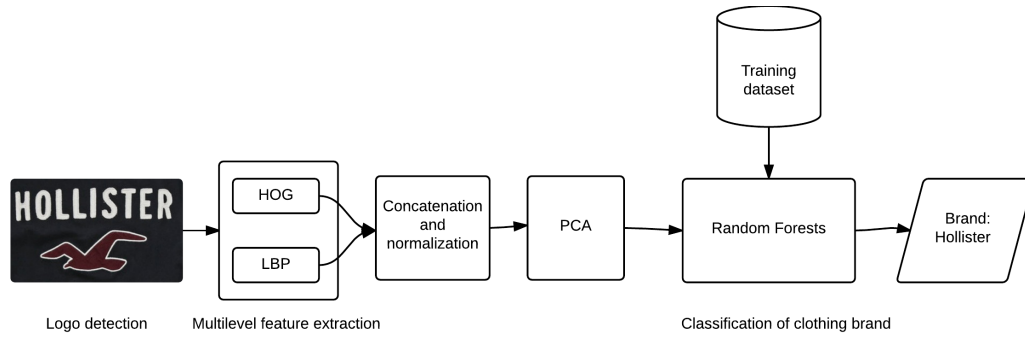 Training
dataset
HOLLISTER
HOG
LBP
Concatenation
and
normalization
PCA
Random Forests
Brand:
Hollister
Logo detection
Multilevel feature extraction
Classification of clothing brand